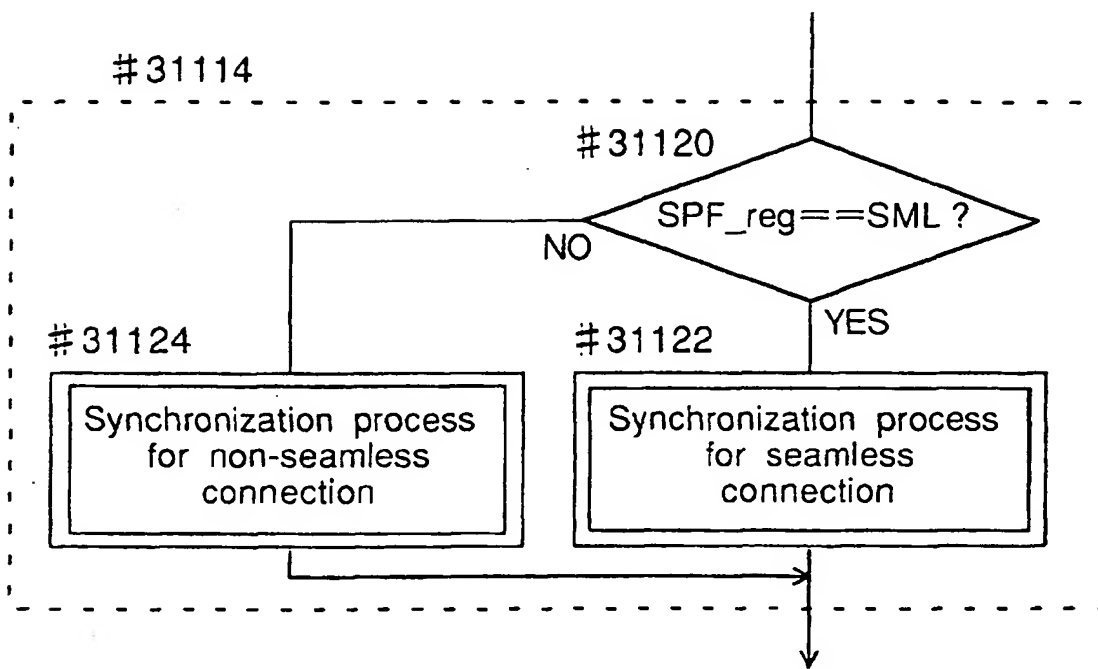 #31114
#31120
SPF_reg==SML ?
NO
YES
#31124
#31122
Synchronization process
for non-seamless
connection
Synchronization process
for seamless
connection